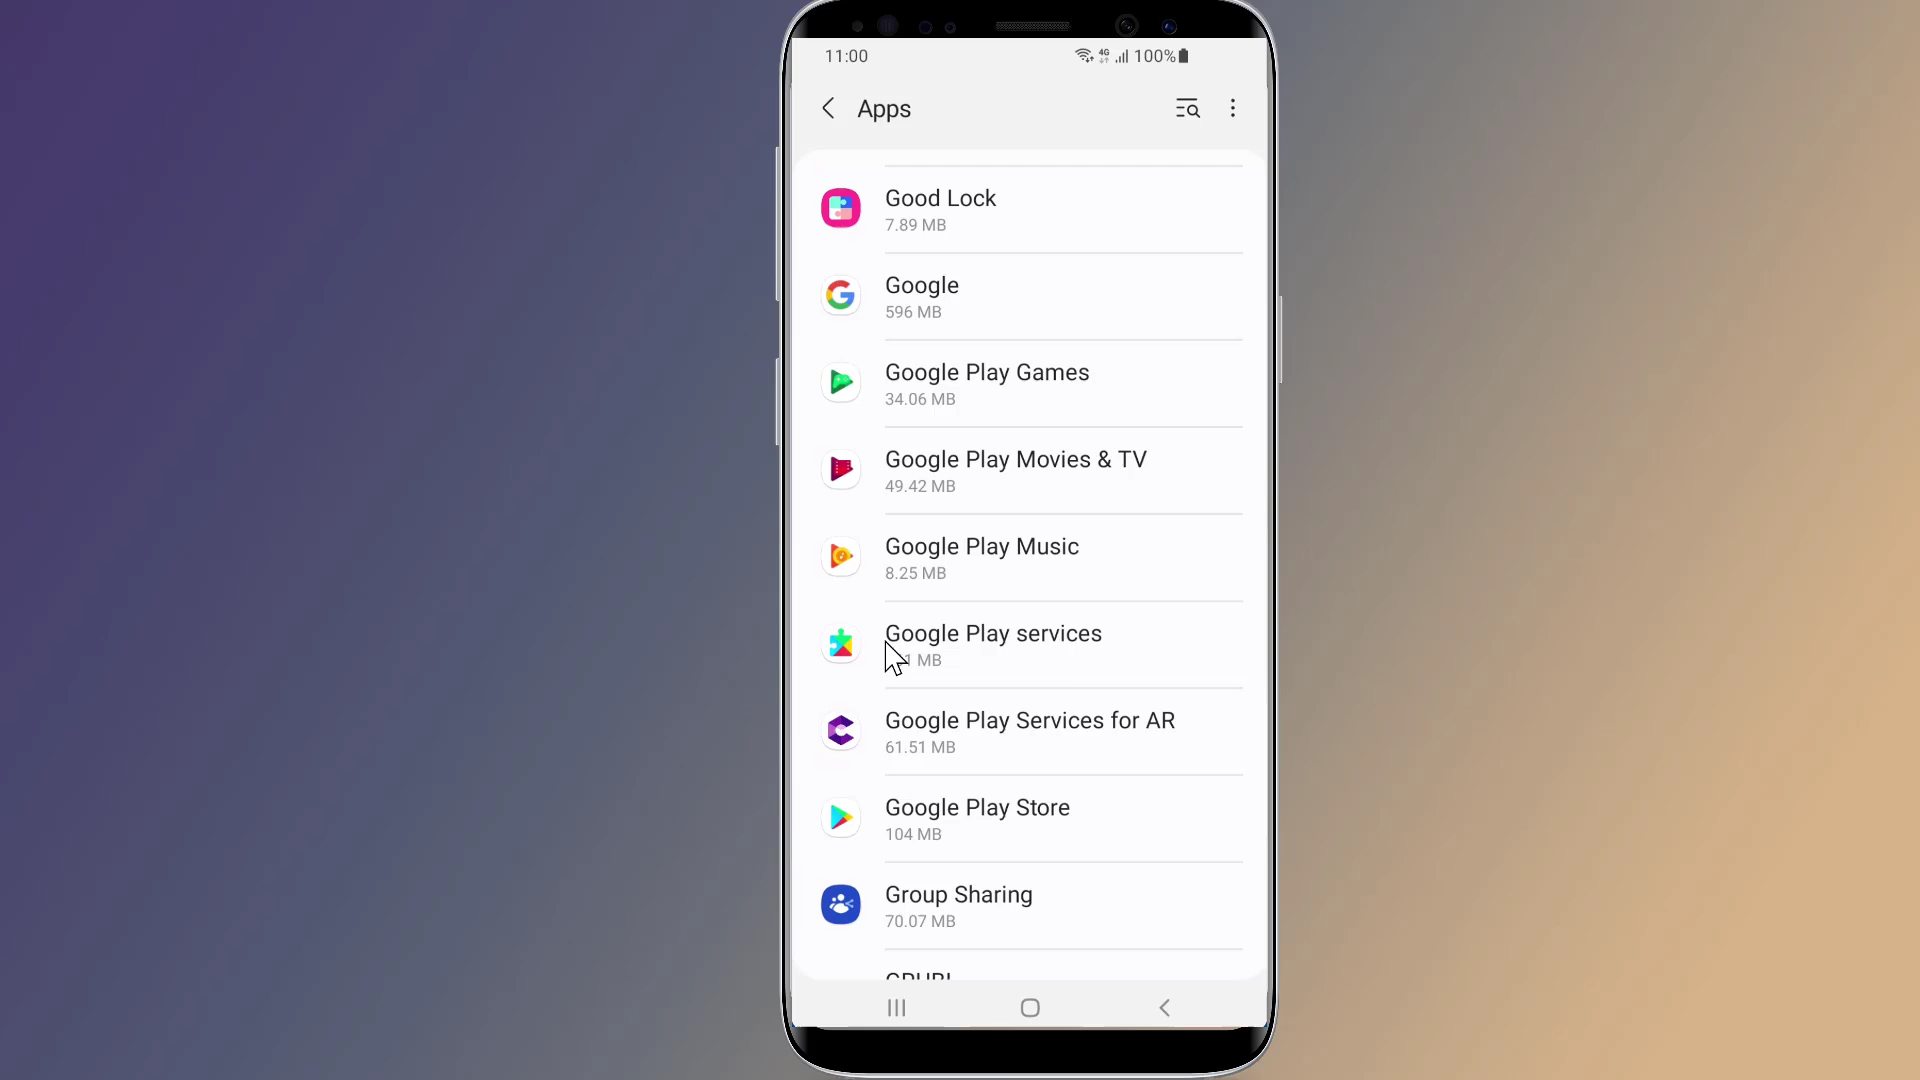 11:00 4G 100%
Apps
Good Lock
7.89 MB
Google
596 MB
Google Play Games
34.06 MB
Google Play Movies & TV
49.42 MB
Google Play Music
8.25 MB
Google Play services
MB
Google Play Services for AR
61.51 MB
Google Play Store
104 MB
Group Sharing
70.07 MB